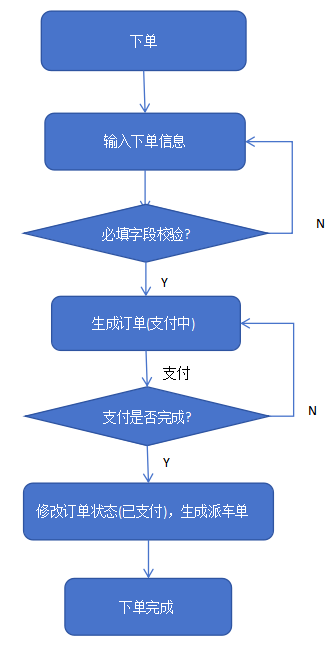 下单
输入下单信息
必填字段校验?
N
Y
生成订单(支付中)
支付
支付是否完成?
N
Y
修改订单状态(已支付)，生成派车单
下单完成